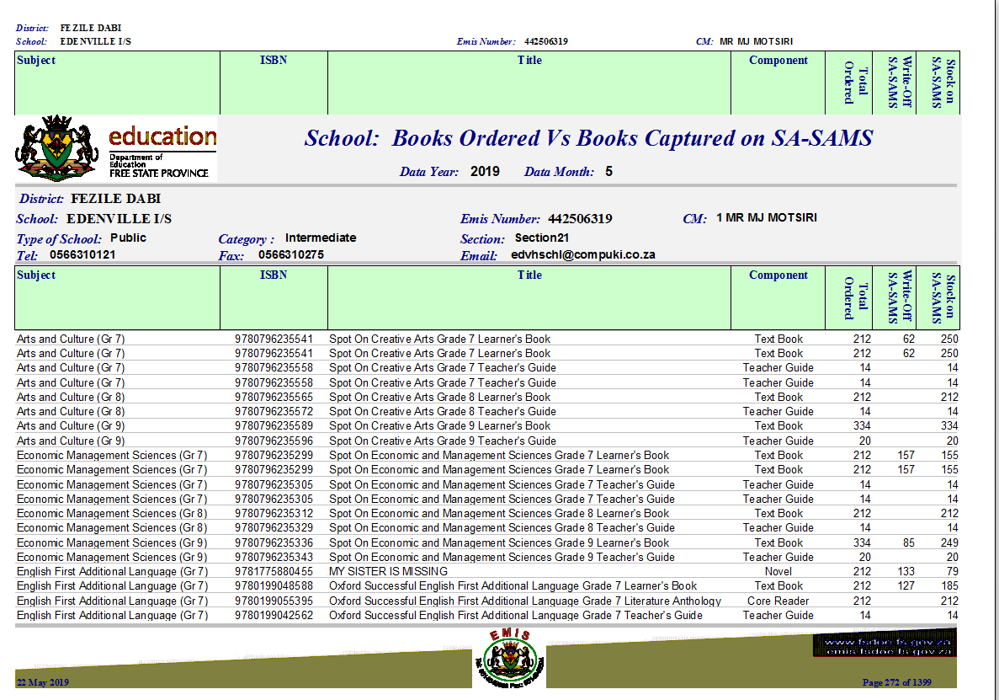 District: FEZILE DABI
School: EDENVILLE I/S Emis Number: 442506319 CM: MR MJ MOTSIRI
Subject ISBN Title Component Total Ordered Write-Off SA-SAMS Stock on SA-SAMS
education
Department of
Education
FREE STATE PROVINCE
School: Books Ordered Vs Books Captured on SA-SAMS
Data Year: 2019 Data Month: 5
District: FEZILE DABI
School: EDENVILLE I/S Emis Number: 442506319 CM: 1 MR MJ MOTSIRI
Type of School: Public Category : Intermediate Section: Section21
Tel: 0566310121 Fax: 0566310275 Email: edvhschl@compuki.co.za
Subject ISBN Title Component Total Ordered Write-Off SA-SAMS Stock on SA-SAMS
Arts and Culture (Gr 7) 9780796235541 Spot On Creative Arts Grade 7 Learner's Book Text Book 212 62 250
Arts and Culture (Gr 7) 9780796235541 Spot On Creative Arts Grade 7 Learner's Book Text Book 212 62 250
Arts and Culture (Gr 7) 9780796235558 Spot On Creative Arts Grade 7 Teacher's Guide Teacher Guide 14 14
Arts and Culture (Gr 7) 9780796235558 Spot On Creative Arts Grade 7 Teacher's Guide Teacher Guide 14 14
Arts and Culture (Gr 8) 9780796235565 Spot On Creative Arts Grade 8 Learner's Book Text Book 212 212
Arts and Culture (Gr 8) 9780796235572 Spot On Creative Arts Grade 8 Teacher's Guide Teacher Guide 14 14
Arts and Culture (Gr 9) 9780796235589 Spot On Creative Arts Grade 9 Learner's Book Text Book 334 334
Arts and Culture (Gr 9) 9780796235596 Spot On Creative Arts Grade 9 Teacher's Guide Teacher Guide 20 20
Economic Management Sciences (Gr 7) 9780796235299 Spot On Economic and Management Sciences Grade 7 Learner's Book Text Book 212 157 155
Economic Management Sciences (Gr 7) 9780796235299 Spot On Economic and Management Sciences Grade 7 Learner's Book Text Book 212 157 155
Economic Management Sciences (Gr 7) 9780796235305 Spot On Economic and Management Sciences Grade 7 Teacher's Guide Teacher Guide 14 14
Economic Management Sciences (Gr 7) 9780796235305 Spot On Economic and Management Sciences Grade 7 Teacher's Guide Teacher Guide 14 14
Economic Management Sciences (Gr 8) 9780796235312 Spot On Economic and Management Sciences Grade 8 Learner's Book Text Book 212 212
Economic Management Sciences (Gr 8) 9780796235329 Spot On Economic and Management Sciences Grade 8 Teacher's Guide Teacher Guide 14 14
Economic Management Sciences (Gr 9) 9780796235336 Spot On Economic and Management Sciences Grade 9 Learner's Book Text Book 334 85 249
Economic Management Sciences (Gr 9) 9780796235343 Spot On Economic and Management Sciences Grade 9 Teacher's Guide Teacher Guide 20 20
English First Additional Language (Gr 7) 9781775880455 MY SISTER IS MISSING Novel 212 133 79
English First Additional Language (Gr 7) 9780199048588 Oxford Successful English First Additional Language Grade 7 Learner's Book Text Book 212 127 185
English First Additional Language (Gr 7) 9780199055395 Oxford Successful English First Additional Language Grade 7 Literature Anthology Core Reader 212 212
English First Additional Language (Gr 7) 9780199042562 Oxford Successful English First Additional Language Grade 7 Teacher's Guide Teacher Guide 14 14
EMIS
www.fsdoe.fs.gov.za
emis.fsdoe.fs.gov.za
22 May 2019 Page 272 of 1399